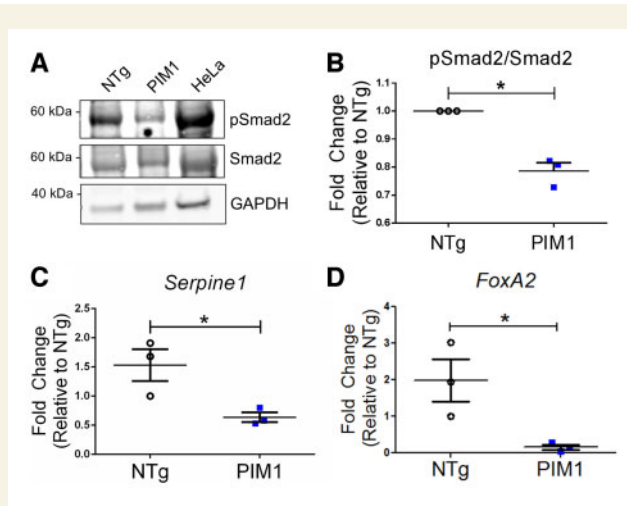 A
NTg PIM1 HeLa
60 kDa
pSmad2
60 kDa
Smad2
40 kDa
GAPDH
B
pSmad2/Smad2
Fold Change
(Relative to NTg)
1.1
1.0
0.9
0.8
0.7
0.6
*
NTg PIM1
C
Serpine1
Fold Change
(Relative to NTg)
2.5
2.0
1.5
1.0
0.5
0.0
*
NTg PIM1
D
FoxA2
Fold Change
(Relative to NTg)
4
3
2
1
0
*
NTg PIM1